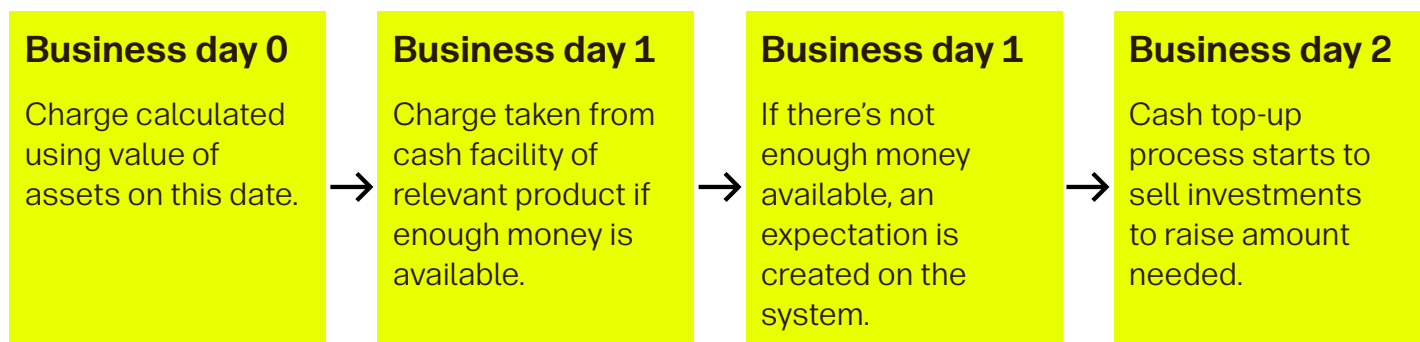 Business day 0
Charge calculated
using value of
assets on this date.
Business day 1
Charge taken from
cash facility of
relevant product if
enough money is
available.
Business day 1
If there’s not
enough money
available, an
expectation is
created on the
system.
Business day 2
Cash top-up
process starts to
sell investments
to raise amount
needed.